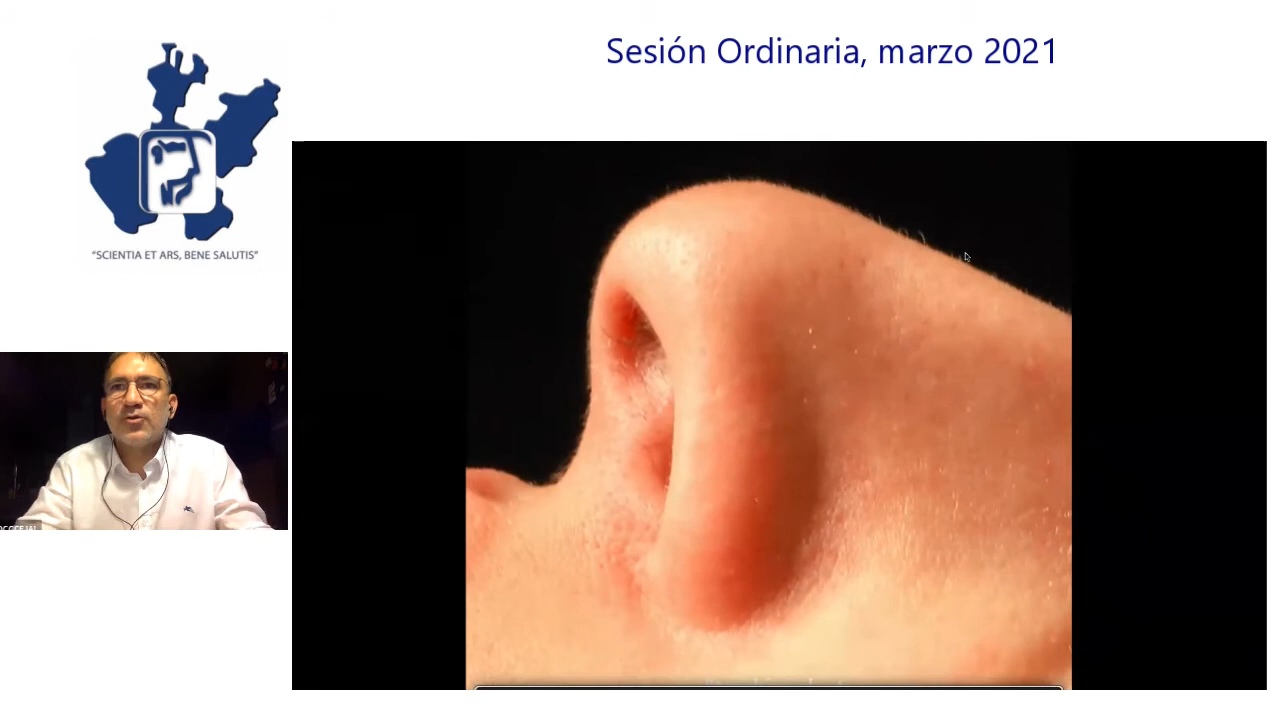 Sesión Ordinaria, marzo 2021
“SCIENTIA ET ARS, BENE SALUTIS”